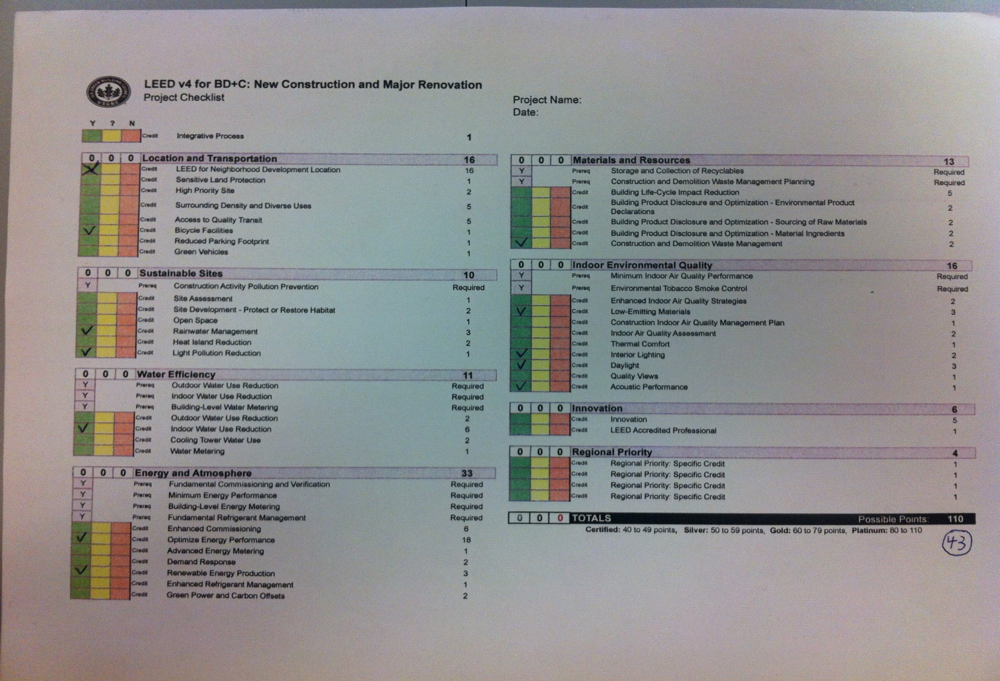 LEED v4 for BD+C: New Construction and Major Renovation
Project Checklist
Project Name:
Date:
Y ? N
Credit Integrative Process 1
0 0 0 Location and Transportation 16
Credit LEED for Neighborhood Development Location 16
Credit Sensitive Land Protection 1
Credit High Priority Site 2
Credit Surrounding Density and Diverse Uses 5
Credit Access to Quality Transit 5
Credit Bicycle Facilities 1
Credit Reduced Parking Footprint 1
Credit Green Vehicles 1
0 0 0 Sustainable Sites 10
Y Prereq Construction Activity Pollution Prevention Required
Credit Site Assessment 1
Credit Site Development - Protect or Restore Habitat 2
Credit Open Space 1
Credit Rainwater Management 3
Credit Heat Island Reduction 2
Credit Light Pollution Reduction 1
0 0 0 Water Efficiency 11
Y Prereq Outdoor Water Use Reduction Required
Y Prereq Indoor Water Use Reduction Required
Y Prereq Building-Level Water Metering Required
Credit Outdoor Water Use Reduction 2
Credit Indoor Water Use Reduction 6
Credit Cooling Tower Water Use 2
Credit Water Metering 1
0 0 0 Energy and Atmosphere 33
Y Prereq Fundamental Commissioning and Verification Required
Y Prereq Minimum Energy Performance Required
Y Prereq Building-Level Energy Metering Required
Y Prereq Fundamental Refrigerant Management Required
Credit Enhanced Commissioning 6
Credit Optimize Energy Performance 18
Credit Advanced Energy Metering 1
Credit Demand Response 2
Credit Renewable Energy Production 3
Credit Enhanced Refrigerant Management 1
Credit Green Power and Carbon Offsets 2
0 0 0 Materials and Resources 13
Y Prereq Storage and Collection of Recyclables Required
Y Prereq Construction and Demolition Waste Management Planning Required
Credit Building Life-Cycle Impact Reduction 5
Credit Building Product Disclosure and Optimization - Environmental Product
Declarations 2
Credit Building Product Disclosure and Optimization - Sourcing of Raw Materials 2
Credit Building Product Disclosure and Optimization - Material Ingredients 2
Credit Construction and Demolition Waste Management 2
0 0 0 Indoor Environmental Quality 16
Y Prereq Minimum Indoor Air Quality Performance Required
Y Prereq Environmental Tobacco Smoke Control Required
Credit Enhanced Indoor Air Quality Strategies 2
Credit Low-Emitting Materials 3
Credit Construction Indoor Air Quality Management Plan 1
Credit Indoor Air Quality Assessment 2
Credit Thermal Comfort 1
Credit Interior Lighting 2
Credit Daylight 3
Credit Quality Views 1
Credit Acoustic Performance 1
0 0 0 Innovation 6
Credit Innovation 5
Credit LEED Accredited Professional 1
0 0 0 Regional Priority 4
Credit Regional Priority: Specific Credit 1
Credit Regional Priority: Specific Credit 1
Credit Regional Priority: Specific Credit 1
Credit Regional Priority: Specific Credit 1
0 0 0 TOTALS Possible Points: 110
Certified: 40 to 49 points, Silver: 50 to 59 points, Gold: 60 to 79 points, Platinum: 80 to 110
43